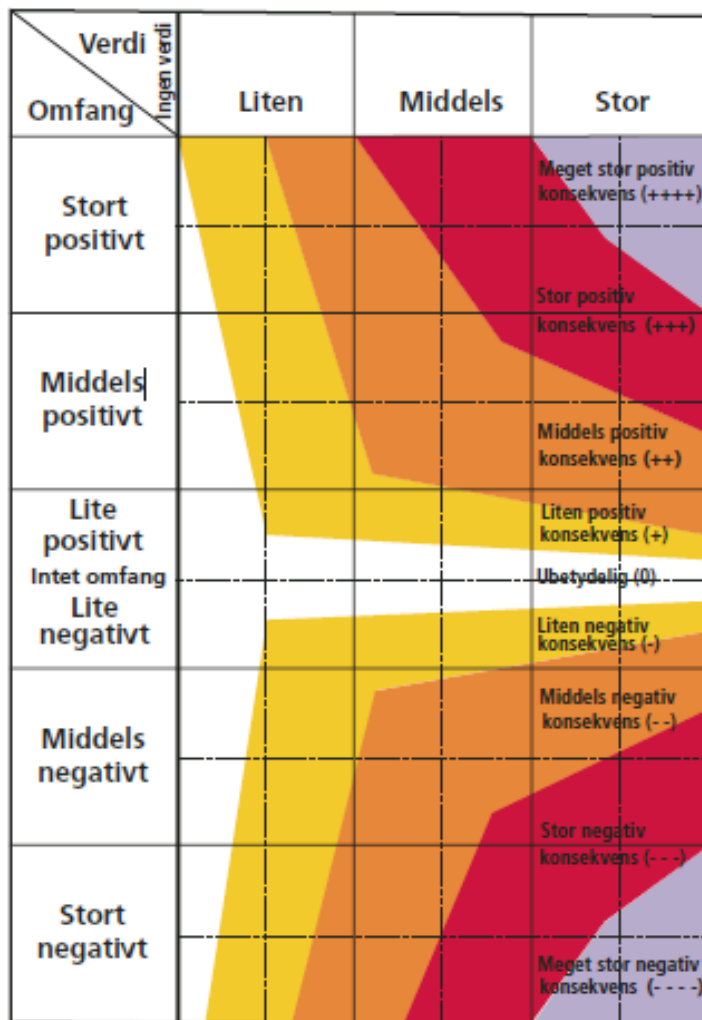 Verdi
Ingen verdi
Omfang
Liten
Middels
Stor
Stort
positivt
Meget stor positiv
konsekvens (++++)
Stor positiv
konsekvens (+++)
Middels
positivt
Middels positiv
konsekvens (++)
Lite
positivt
Liten positiv
konsekvens (+)
Intet omfang
Ubetydelig (0)
Lite
negativt
Liten negativ
konsekvens (-)
Middels
negativt
Middels negativ
konsekvens (- -)
Stor negativ
konsekvens (- - -)
Stort
negativt
Meget stor negativ
konsekvens (- - - -)